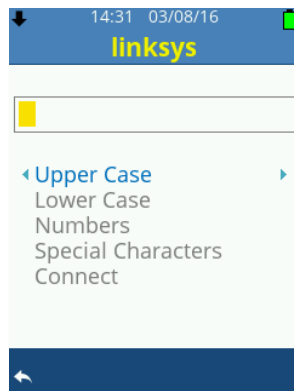 14:31 03/08/16
linksys
Upper Case
Lower Case
Numbers
Special Characters
Connect